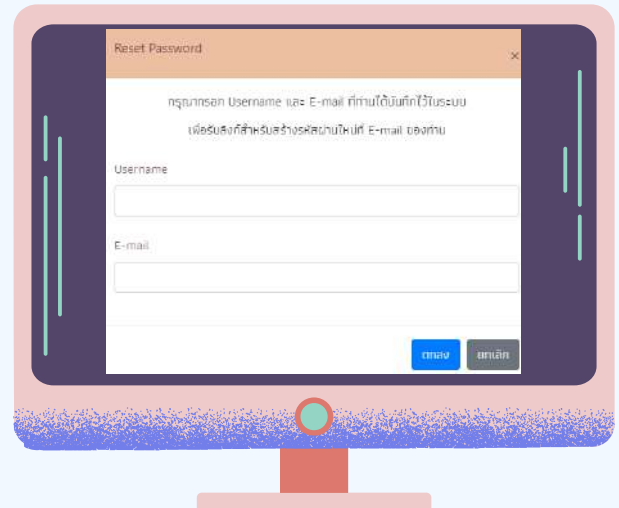 Reset Password
×
กรุณากรอก Username และ E-mail ที่ท่านได้บันทึกไว้ในระบบ
เพื่อรับลิงก์สำหรับสร้างรหัสผ่านใหม่ที่ E-mail ของท่าน
Username
E-mail
ตกลง
ยกเลิก